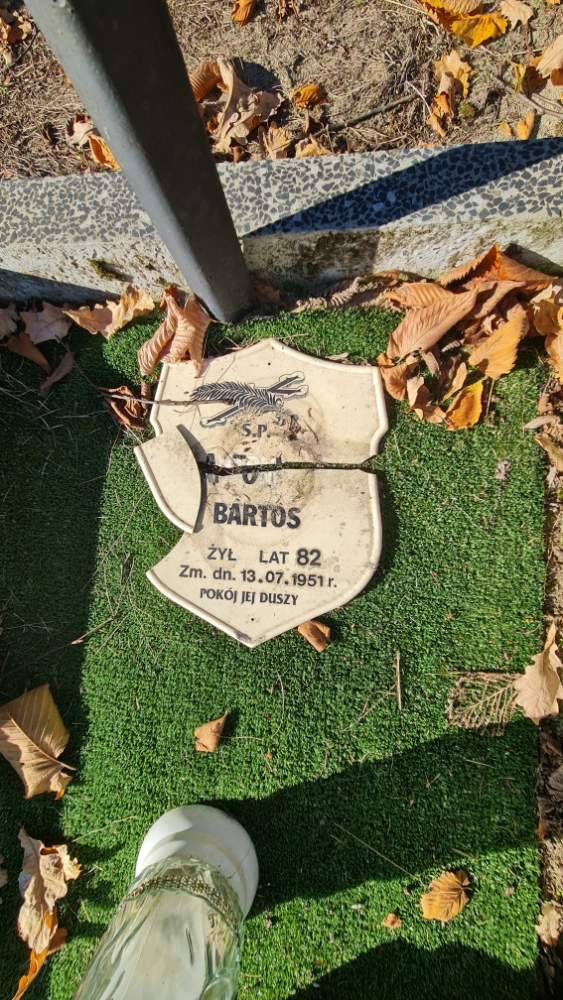 Ś.P.
BARTOS
ŻYŁ LAT 82
Zm. dn. 13.07.1951 r.
POKÓJ JEJ DUSZY